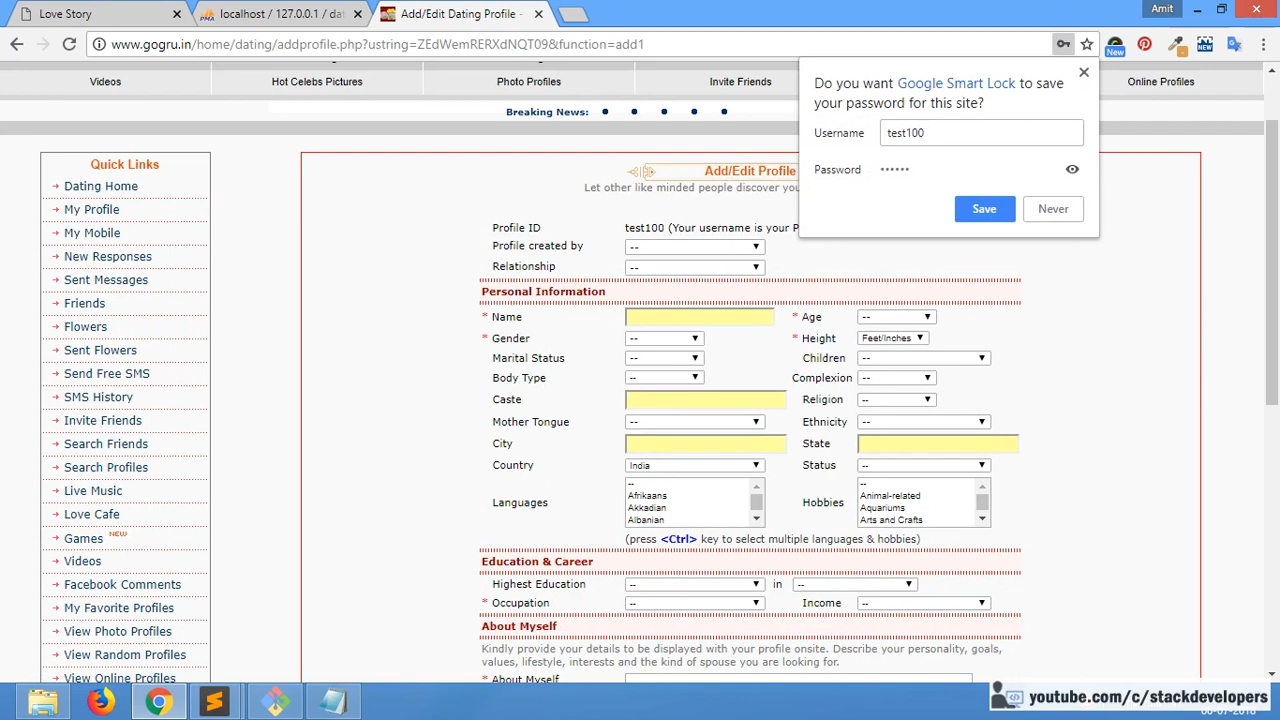 Love Story
localhost / 127.0.0.1 / dat
Add/Edit Dating Profile -
Amit
www.gogru.in/home/dating/addprofile.php?ustring=ZEdWemRERXdNQT09&function=add1
New
NEW
Videos
Hot Celebs Pictures
Photo Profiles
Invite Friends
Online Profiles
Breaking News:
Do you want Google Smart Lock to save
your password for this site?
Username test100
Password ••••••
Save Never
Quick Links
Dating Home
My Profile
My Mobile
New Responses
Sent Messages
Friends
Flowers
Sent Flowers
Send Free SMS
SMS History
Invite Friends
Search Friends
Search Profiles
Live Music
Love Cafe
Games NEW
Videos
Facebook Comments
My Favorite Profiles
View Photo Profiles
View Random Profiles
View Online Profiles
Add/Edit Profile
Let other like minded people discover you
Profile ID test100 (Your username is your P
Profile created by --
Relationship --
Personal Information
* Name * Age --
* Gender -- * Height Feet/Inches
Marital Status -- Children --
Body Type -- Complexion --
Caste Religion --
Mother Tongue -- Ethnicity --
City State
Country India Status --
Languages -- Afrikaans Akkadian Albanian Hobbies -- Animal-related Aquariums Arts and Crafts
(press <Ctrl> key to select multiple languages & hobbies)
Education & Career
Highest Education -- in --
* Occupation -- Income --
About Myself
Kindly provide your details to be displayed with your profile onsite. Describe your personality, goals,
values, lifestyle, interests and the kind of spouse you are looking for.
About Myself
youtube.com/c/stackdevelopers